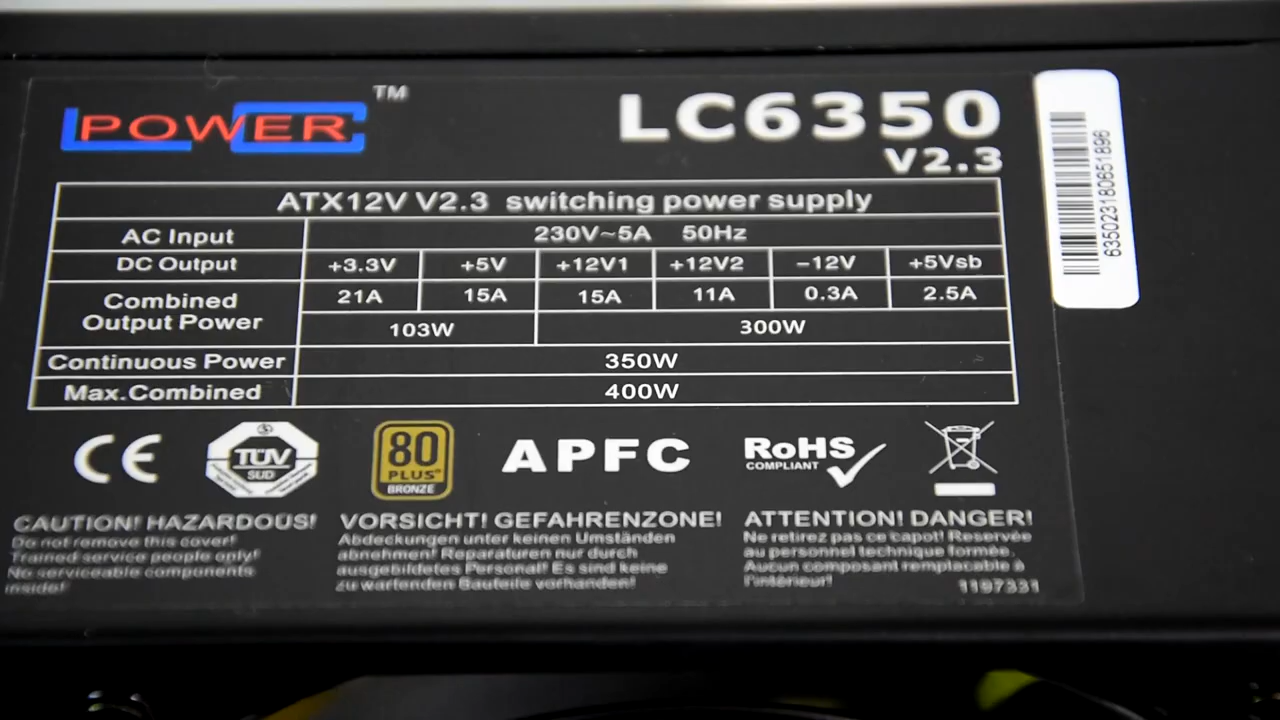 LC POWER™
LC6350
V2.3
ATX12V V2.3 switching power supply
AC Input 230V~5A 50Hz
DC Output +3.3V +5V +12V1 +12V2 -12V +5Vsb
Combined Output Power 21A 15A 15A 11A 0.3A 2.5A
103W 300W
Continuous Power 350W
Max.Combined 400W
CE
TÜV
SUD
80
PLUS®
BRONZE
APFC
RoHS
COMPLIANT
CAUTION! HAZARDOUS!
Do not remove this cover!
Trained service people only!
No serviceable components
inside!
VORSICHT! GEFAHRENZONE!
Abdeckungen unter keinen Umständen
abnehmen! Reparaturen nur durch
ausgebildetes Personal! Es sind keine
zu wartenden Bauteile vorhanden!
ATTENTION! DANGER!
Ne retirez pas ce capot! Reservée
au personnel technique formée.
Aucun composant remplacable à
l'intérieur!
1197331
635023180651896